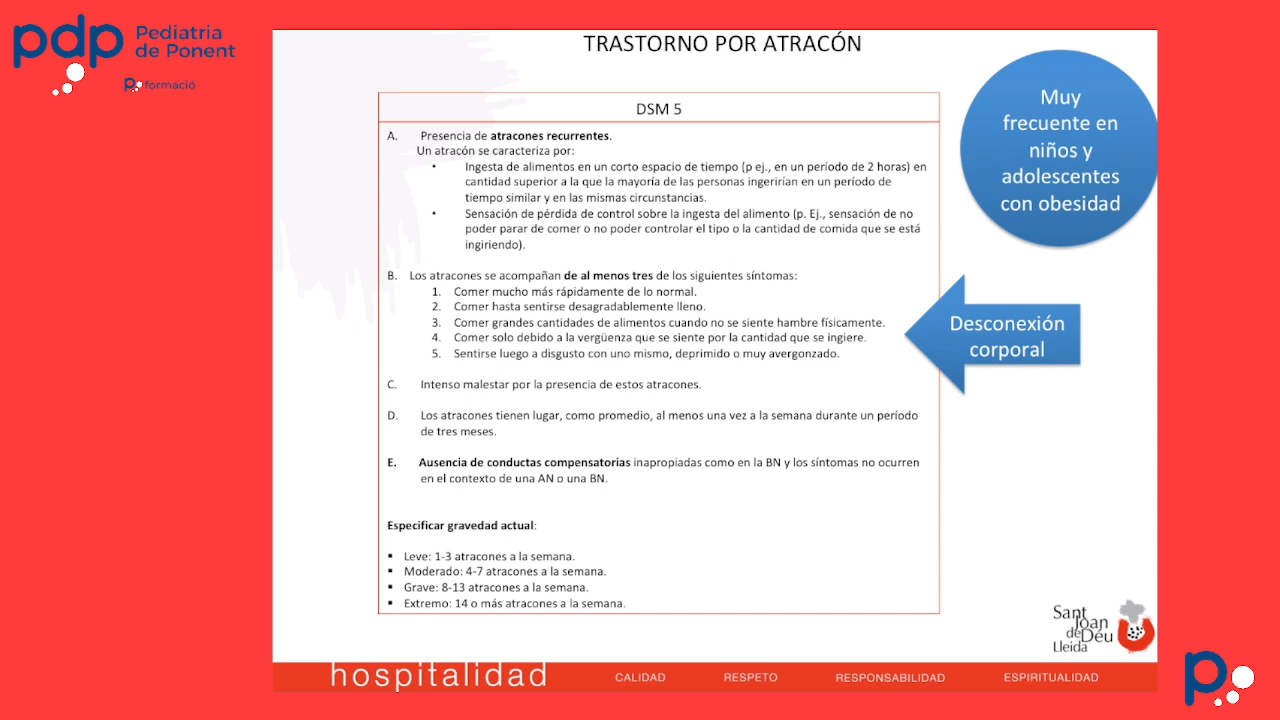 pdp Pediatria
de Ponent
formació
TRASTORNO POR ATRACÓN
DSM 5
A. Presencia de atracones recurrentes.
Un atracón se caracteriza por:
• Ingesta de alimentos en un corto espacio de tiempo (p ej., en un período de 2 horas) en
cantidad superior a la que la mayoría de las personas ingerirían en un período de
tiempo similar y en las mismas circunstancias.
• Sensación de pérdida de control sobre la ingesta del alimento (p. Ej., sensación de no
poder parar de comer o no poder controlar el tipo o la cantidad de comida que se está
ingiriendo).
B. Los atracones se acompañan de al menos tres de los siguientes síntomas:
1. Comer mucho más rápidamente de lo normal.
2. Comer hasta sentirse desagradablemente lleno.
3. Comer grandes cantidades de alimentos cuando no se siente hambre físicamente.
4. Comer solo debido a la vergüenza que se siente por la cantidad que se ingiere.
5. Sentirse luego a disgusto con uno mismo, deprimido o muy avergonzado.
C. Intenso malestar por la presencia de estos atracones.
D. Los atracones tienen lugar, como promedio, al menos una vez a la semana durante un período
de tres meses.
E. Ausencia de conductas compensatorias inapropiadas como en la BN y los síntomas no ocurren
en el contexto de una AN o una BN.
Especificar gravedad actual:
▪ Leve: 1-3 atracones a la semana.
▪ Moderado: 4-7 atracones a la semana.
▪ Grave: 8-13 atracones a la semana.
▪ Extremo: 14 o más atracones a la semana.
Muy
frecuente en
niños y
adolescentes
con obesidad
Desconexión
corporal
Sant
Joan
de Déu
Lleida
hospitalidad CALIDAD RESPETO RESPONSABILIDAD ESPIRITUALIDAD
p